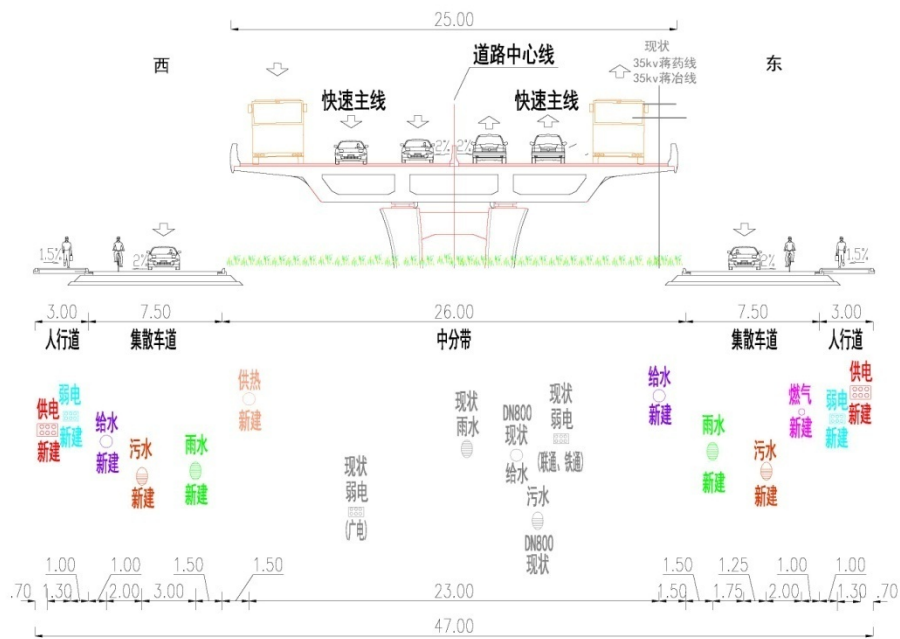 25.00
西
道路中心线
现状
35kv蒋药线
35kv蒋冶线
东
快速主线
快速主线
2%
2%
1.5%
2%
2%
1.5%
3.00
7.50
26.00
7.50
3.00
人行道
集散车道
中分带
集散车道
人行道
供电
新建
弱电
新建
给水
新建
污水
新建
雨水
新建
供热
新建
现状
弱电
(广电)
现状
雨水
DN800
现状
给水
现状
弱电
(联通、铁通)
污水
DN800
现状
给水
新建
雨水
新建
污水
新建
燃气
新建
弱电
新建
供电
新建
1.00
1.00
1.50
1.50
1.50
1.25
1.00
1.00
.70
1.30
2.00
3.00
23.00
1.50
1.75
2.00
1.30
.70
47.00